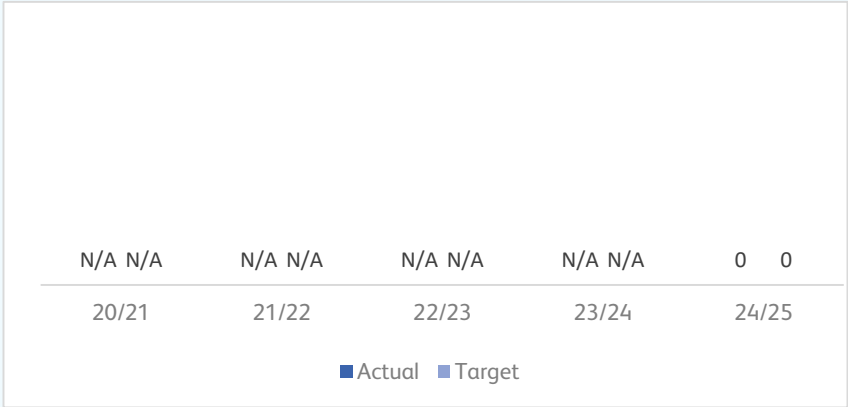 N/A N/A N/A N/A N/A N/A N/A N/A 0 0
20/21 21/22 22/23 23/24 24/25
Actual Target